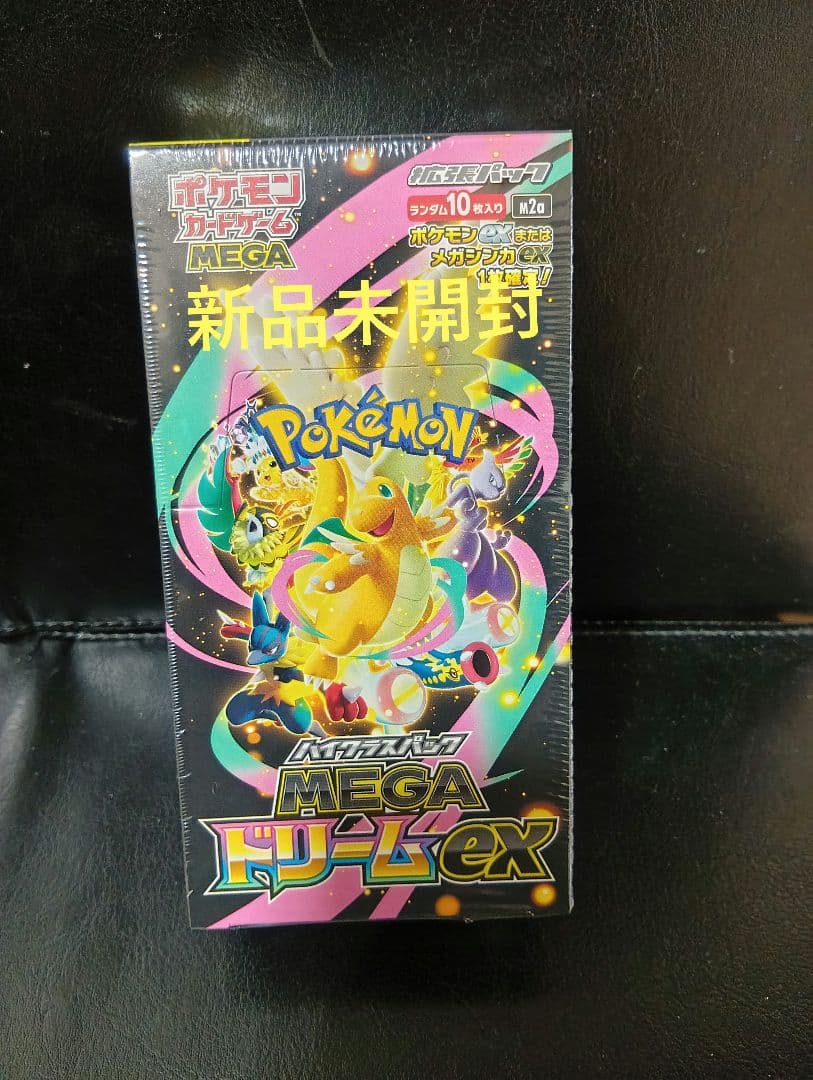 ポケモン
カードゲーム
MEGA
拡張パック
ランダム10枚入り M2a
ポケモンexまたは
メガシンカex
1枚確定!
新品未開封
POKéMON
ハイクラスパック
MEGA
ドリームex